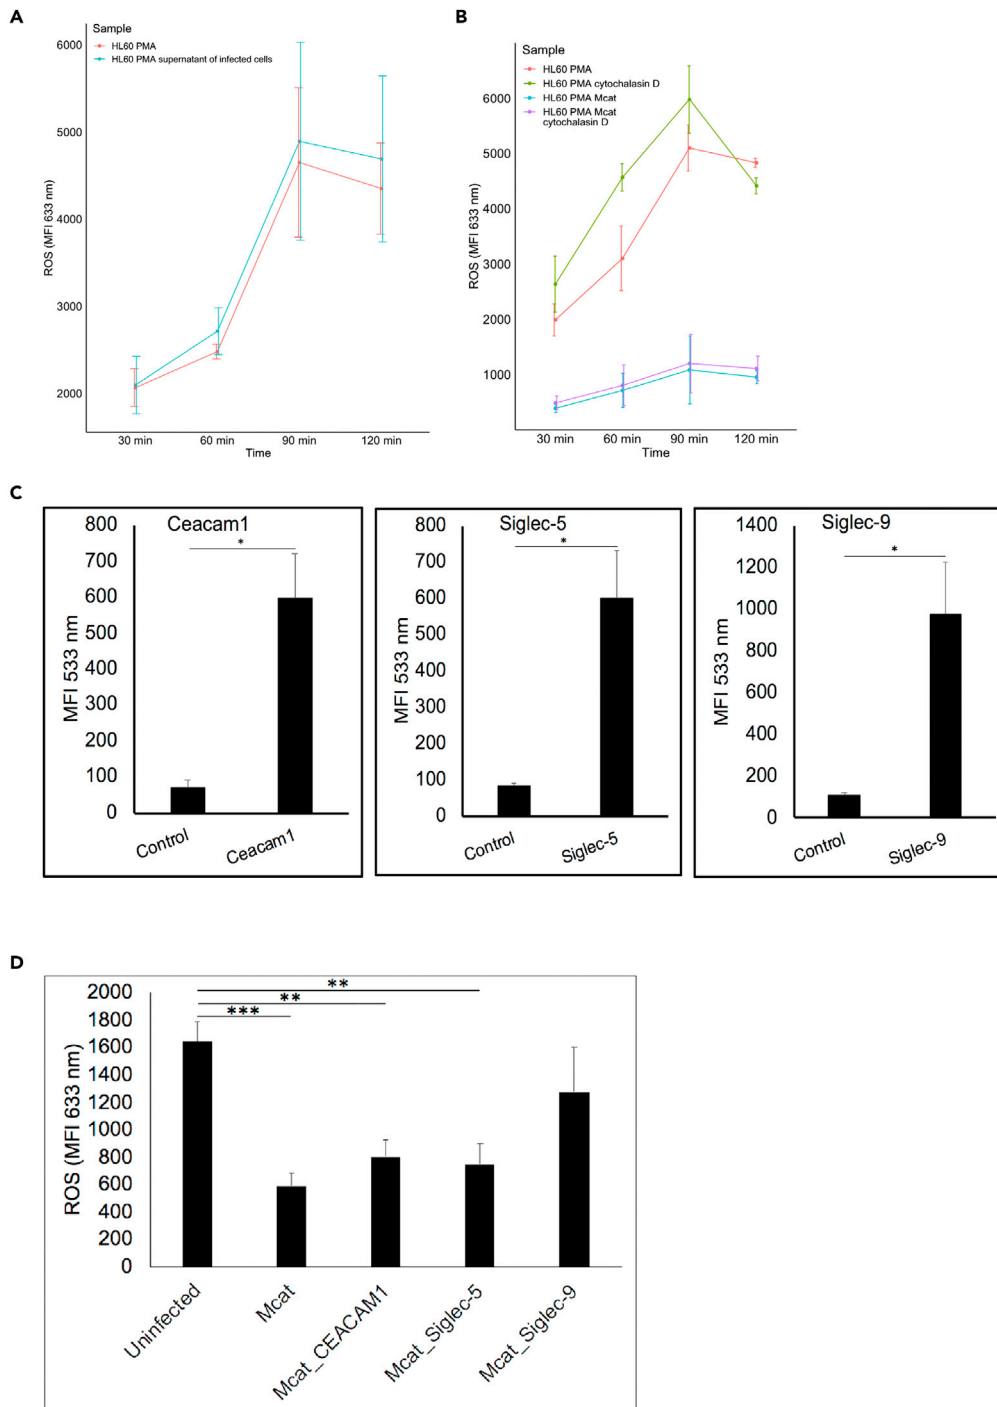 A
Sample
HL60 PMA
HL60 PMA supernatant of infected cells
6000
5000
4000
3000
2000
ROS (MFI 633 nm)
30 min 60 min 90 min 120 min
Time
B
Sample
HL60 PMA
HL60 PMA cytochalasin D
HL60 PMA Mcat
HL60 PMA Mcat
cytochalasin D
6000
5000
4000
3000
2000
1000
ROS (MFI 633 nm)
30 min 60 min 90 min 120 min
Time
C
Ceacam1
*
800
700
600
500
400
300
200
100
0
MFI 533 nm
Control Ceacam1
Siglec-5
*
800
700
600
500
400
300
200
100
0
MFI 533 nm
Control Siglec-5
Siglec-9
*
1400
1200
1000
800
600
400
200
0
MFI 533 nm
Control Siglec-9
D
**
**
***
2000
1800
1600
1400
1200
1000
800
600
400
200
0
ROS (MFI 633 nm)
Uninfected Mcat Mcat_CEACAM1 Mcat_Siglec-5 Mcat_Siglec-9